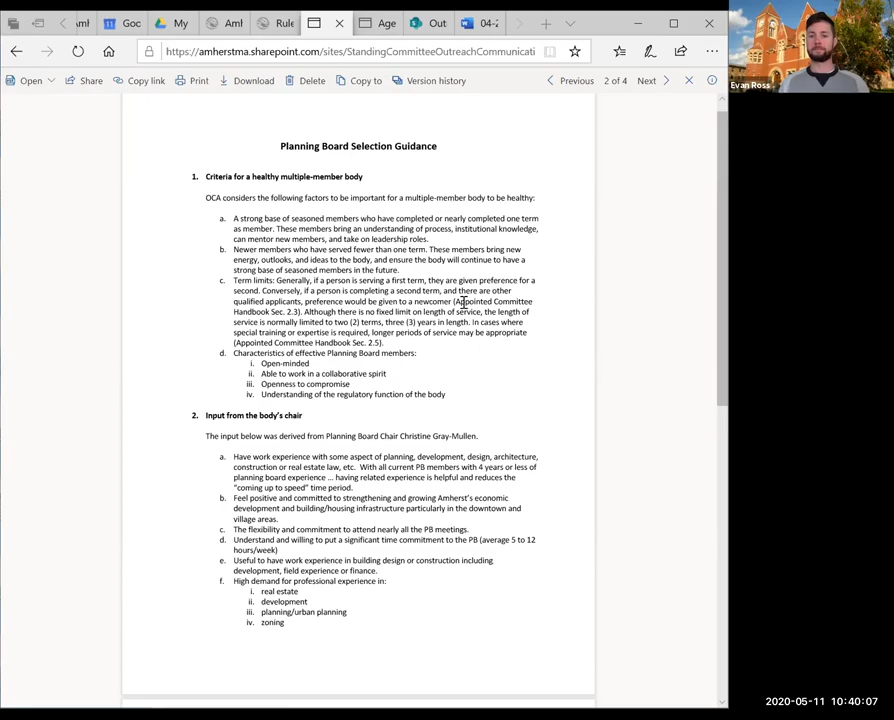 Goc
My
Aml
Rule
Age
Out
04-2
https://amherstma.sharepoint.com/sites/StandingCommitteeOutreachCommunicati
Open
Share
Copy link
Print
Download
Delete
Copy to
Version history
Previous
2 of 4
Next
Evan Ross
Planning Board Selection Guidance
1. Criteria for a healthy multiple-member body
OCA considers the following factors to be important for a multiple-member body to be healthy:
a. A strong base of seasoned members who have completed or nearly completed one term
as member. These members bring an understanding of process, institutional knowledge,
can mentor new members, and take on leadership roles.
b. Newer members who have served fewer than one term. These members bring new
energy, outlooks, and ideas to the body, and ensure the body will continue to have a
strong base of seasoned members in the future.
c. Term limits: Generally, if a person is serving a first term, they are given preference for a
second. Conversely, if a person is completing a second term, and there are other
qualified applicants, preference would be given to a newcomer (Appointed Committee
Handbook Sec. 2.3). Although there is no fixed limit on length of service, the length of
service is normally limited to two (2) terms, three (3) years in length. In cases where
special training or expertise is required, longer periods of service may be appropriate
(Appointed Committee Handbook Sec. 2.5).
d. Characteristics of effective Planning Board members:
i. Open-minded
ii. Able to work in a collaborative spirit
iii. Openness to compromise
iv. Understanding of the regulatory function of the body
2. Input from the body's chair
The input below was derived from Planning Board Chair Christine Gray-Mullen.
a. Have work experience with some aspect of planning, development, design, architecture,
construction or real estate law, etc. With all current PB members with 4 years or less of
planning board experience … having related experience is helpful and reduces the
"coming up to speed" time period.
b. Feel positive and committed to strengthening and growing Amherst's economic
development and building/housing infrastructure particularly in the downtown and
village areas.
c. The flexibility and commitment to attend nearly all the PB meetings.
d. Understand and willing to put a significant time commitment to the PB (average 5 to 12
hours/week)
e. Useful to have work experience in building design or construction including
development, field experience or finance.
f. High demand for professional experience in:
i. real estate
ii. development
iii. planning/urban planning
iv. zoning
2020-05-11 10:40:07